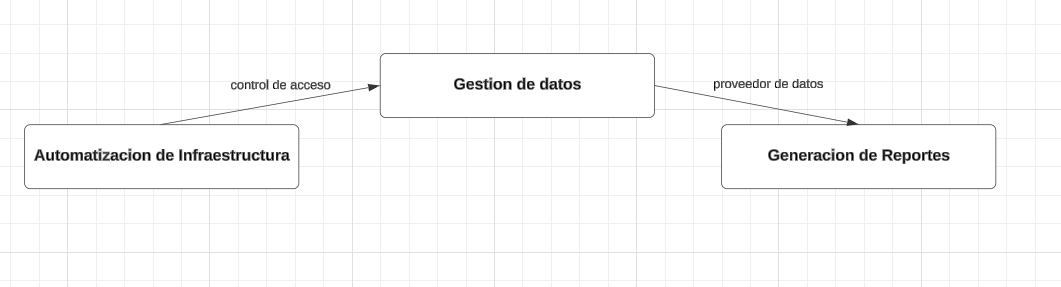 Gestion de datos
control de acceso
proveedor de datos
Automatizacion de Infraestructura
Generacion de Reportes